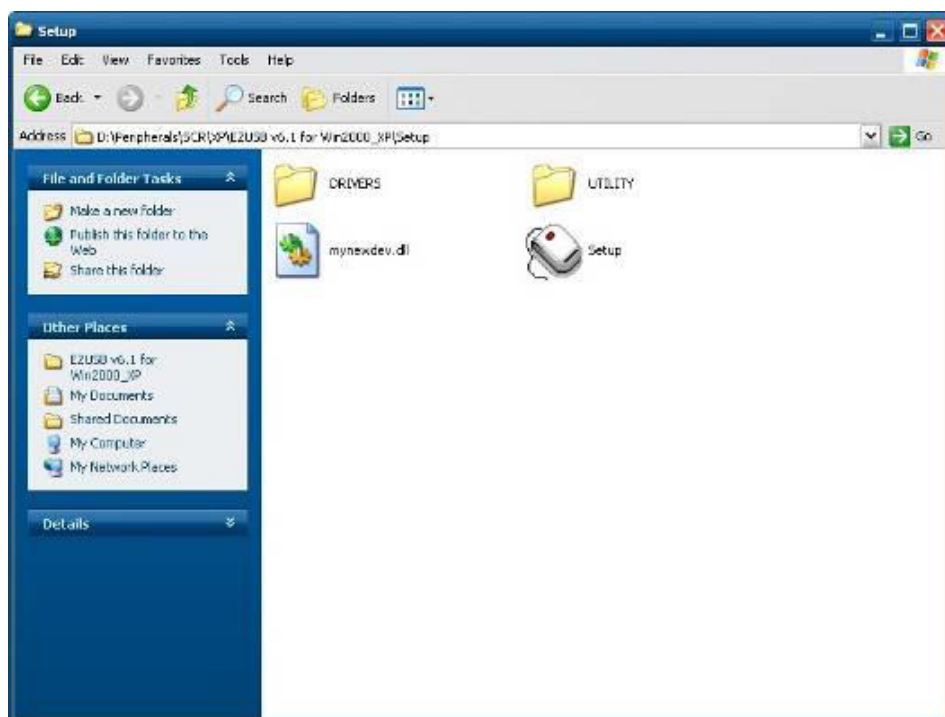 Setup
File Edit View Favorites Tools Help
Back Search Folders
Address D:\Peripherals\SCR\XP\EZUSB v6.1 for Win2000_XP\Setup Go
File and Folder Tasks
Make a new folder
Publish this folder to the
Web
Share this folder
Other Places
EZUSB v6.1 for
Win2000_XP
My Documents
Shared Documents
My Computer
My Network Places
Details
DRIVERS UTILITY
mynewdev.dll Setup